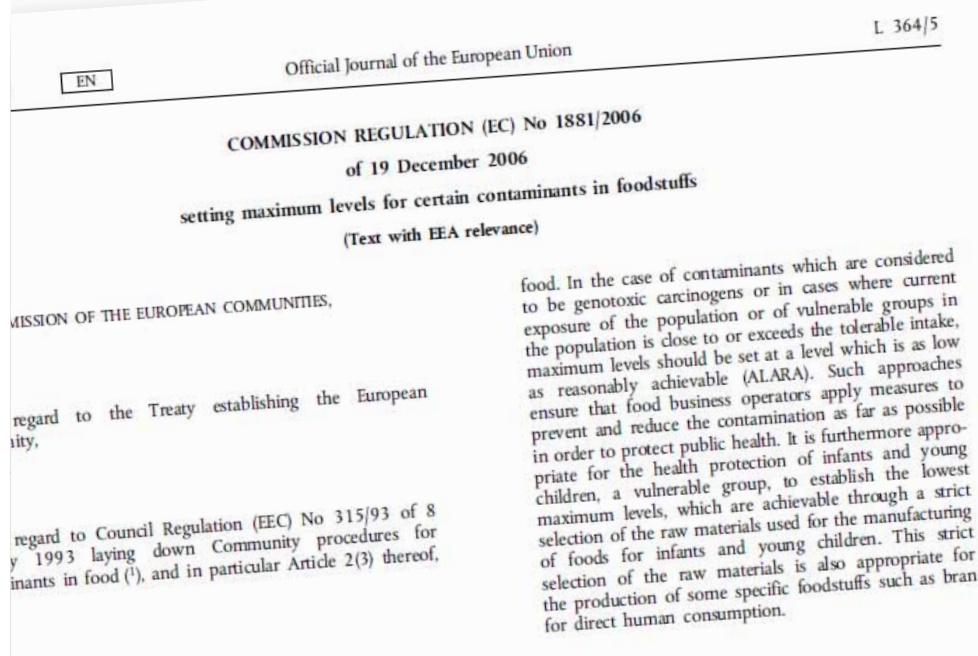 L 364/5
EN
Official Journal of the European Union
COMMISSION REGULATION (EC) No 1881/2006
of 19 December 2006
setting maximum levels for certain contaminants in foodstuffs
(Text with EEA relevance)
MISSION OF THE EUROPEAN COMMUNITIES,
regard to the Treaty establishing the European
ity,
regard to Council Regulation (EEC) No 315/93 of 8
y 1993 laying down Community procedures for
inants in food (¹), and in particular Article 2(3) thereof,
food. In the case of contaminants which are considered
to be genotoxic carcinogens or in cases where current
exposure of the population or of vulnerable groups in
the population is close to or exceeds the tolerable intake,
maximum levels should be set at a level which is as low
as reasonably achievable (ALARA). Such approaches
ensure that food business operators apply measures to
prevent and reduce the contamination as far as possible
in order to protect public health. It is furthermore appro-
priate for the health protection of infants and young
children, a vulnerable group, to establish the lowest
maximum levels, which are achievable through a strict
selection of the raw materials used for the manufacturing
of foods for infants and young children. This strict
selection of the raw materials is also appropriate for
the production of some specific foodstuffs such as bran
for direct human consumption.